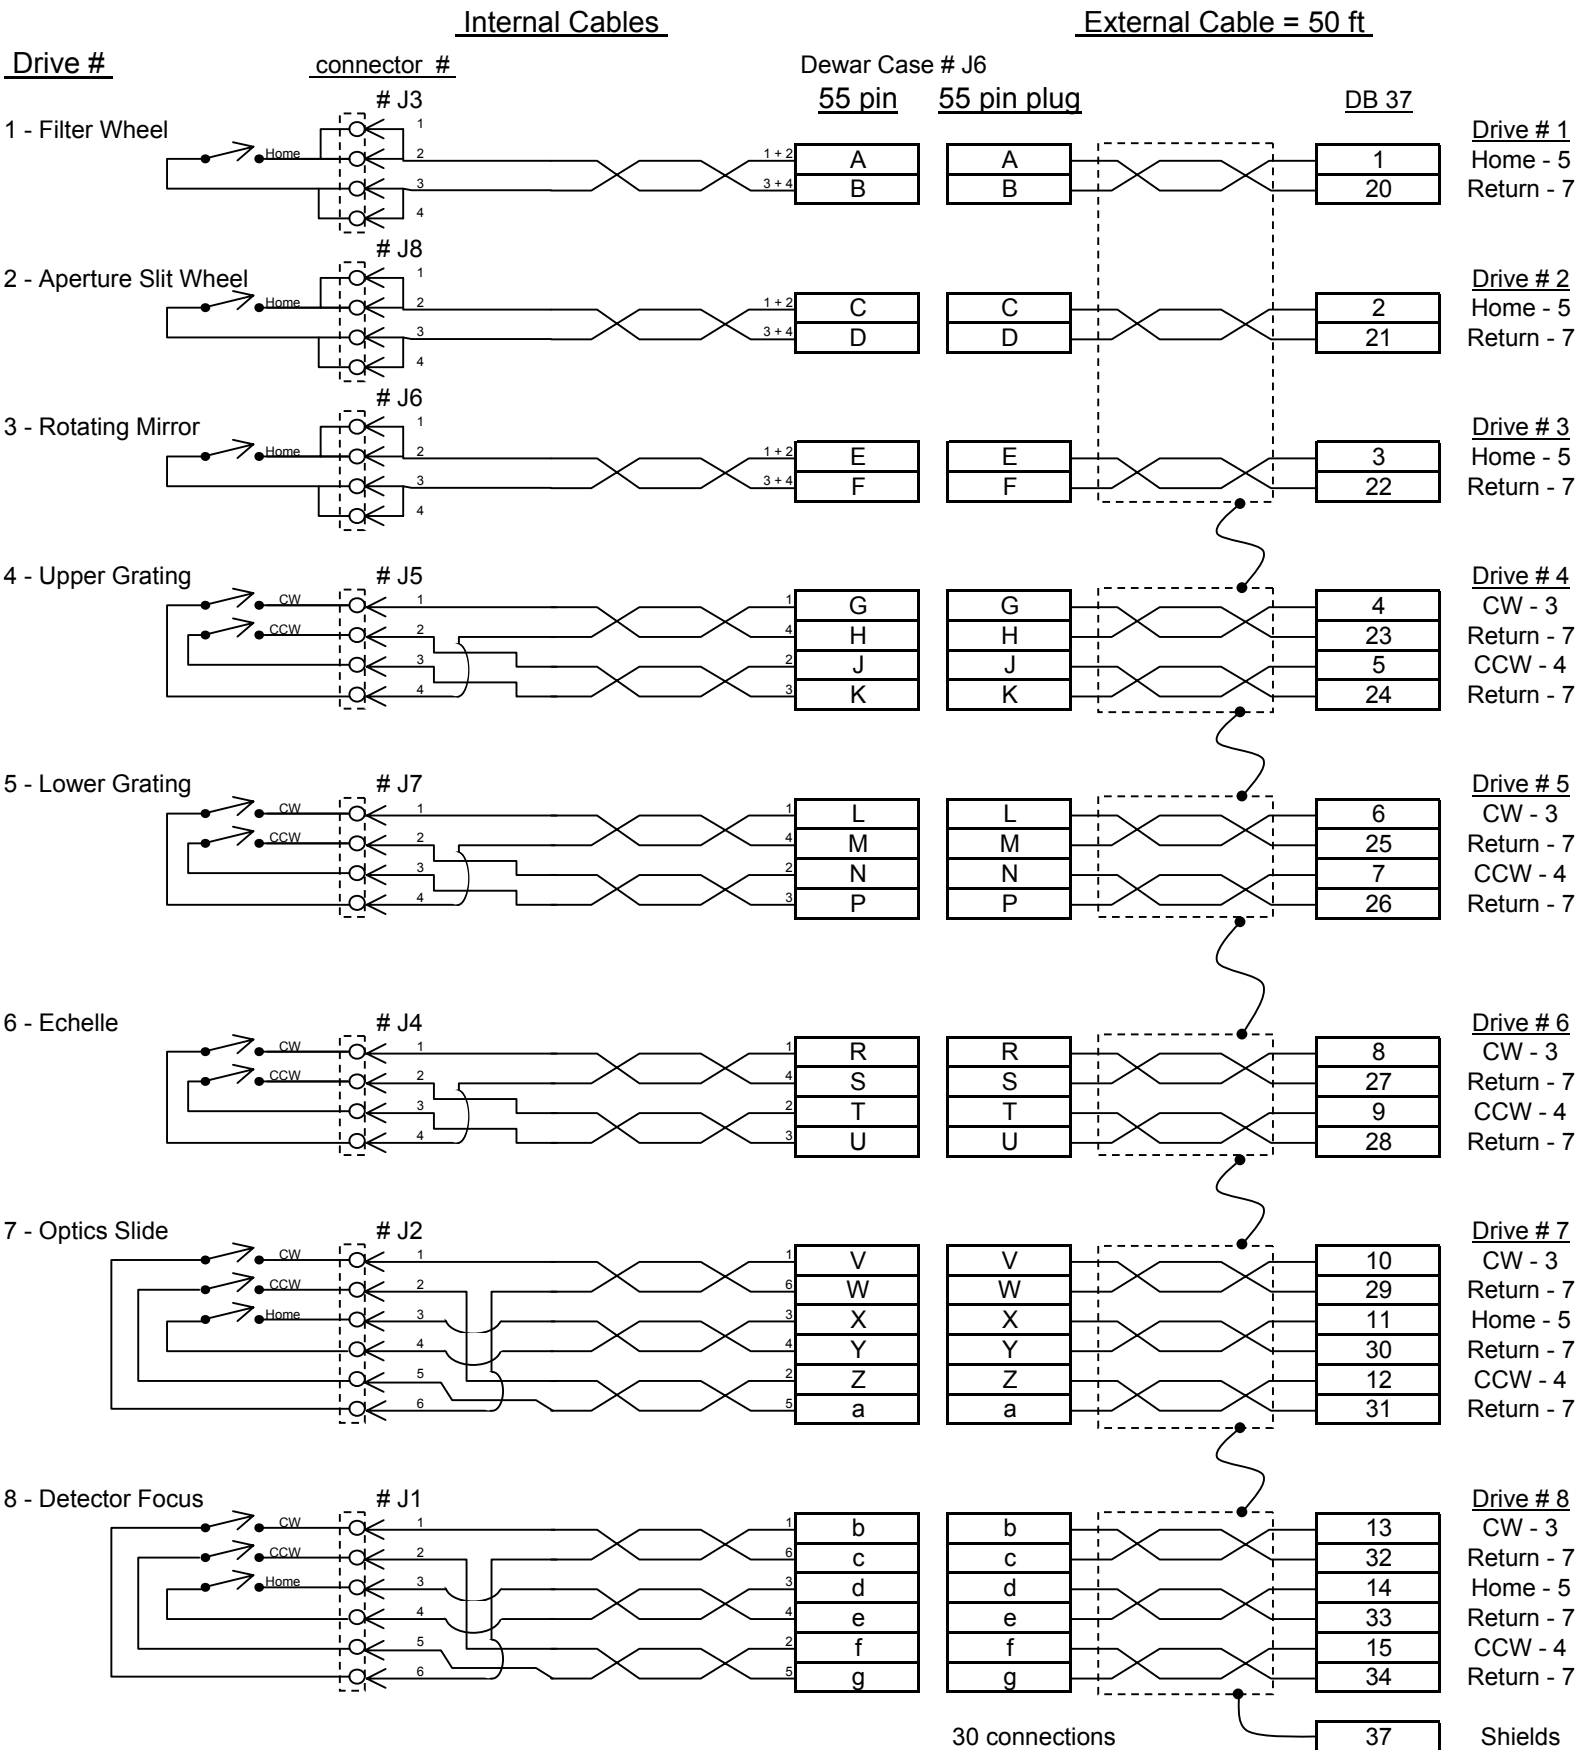 Internal Cables External Cable = 50 ft
Drive # connector # Dewar Case # J6
# J3 55 pin 55 pin plug DB 37
1 - Filter Wheel 1 Drive # 1
Home 2 1 + 2 A A 1 Home - 5
3 3 + 4 B B 20 Return - 7
4
# J8
2 - Aperture Slit Wheel 1 Drive # 2
Home 2 1 + 2 C C 2 Home - 5
3 3 + 4 D D 21 Return - 7
4
# J6
3 - Rotating Mirror 1 Drive # 3
Home 2 1 + 2 E E 3 Home - 5
3 3 + 4 F F 22 Return - 7
4
4 - Upper Grating # J5 Drive # 4
CW 1 1 G G 4 CW - 3
CCW 2 4 H H 23 Return - 7
3 2 J J 5 CCW - 4
4 3 K K 24 Return - 7
5 - Lower Grating # J7 Drive # 5
CW 1 1 L L 6 CW - 3
CCW 2 4 M M 25 Return - 7
3 2 N N 7 CCW - 4
4 3 P P 26 Return - 7
6 - Echelle # J4 Drive # 6
CW 1 1 R R 8 CW - 3
CCW 2 4 S S 27 Return - 7
3 2 T T 9 CCW - 4
4 3 U U 28 Return - 7
7 - Optics Slide # J2 Drive # 7
CW 1 1 V V 10 CW - 3
CCW 2 6 W W 29 Return - 7
Home 3 3 X X 11 Home - 5
4 4 Y Y 30 Return - 7
5 2 Z Z 12 CCW - 4
6 5 a a 31 Return - 7
8 - Detector Focus # J1 Drive # 8
CW 1 1 b b 13 CW - 3
CCW 2 6 c c 32 Return - 7
Home 3 3 d d 14 Home - 5
4 4 e e 33 Return - 7
5 2 f f 15 CCW - 4
6 5 g g 34 Return - 7
30 connections 37 Shields